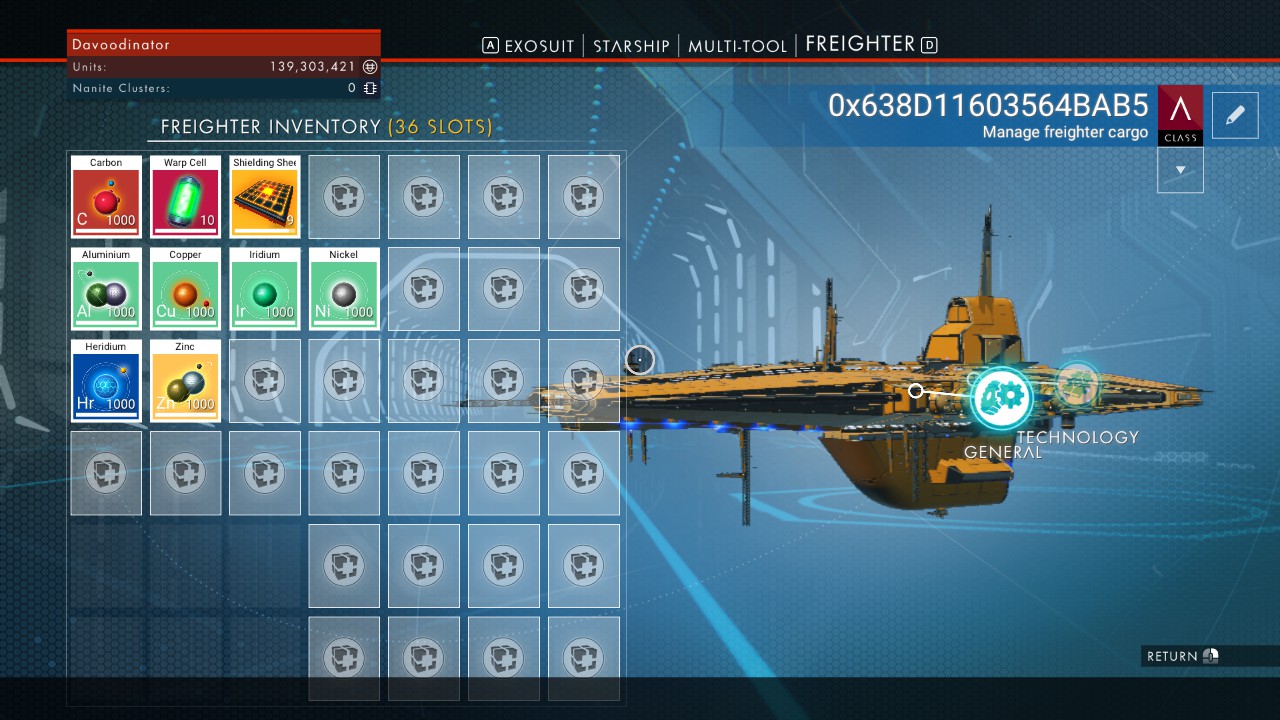 Davoodinator
Units: 139,303,421
Nanite Clusters: 0
A EXOSUIT STARSHIP MULTI-TOOL FREIGHTER D
0x638D11603564BAB5
Manage freighter cargo
Λ
CLASS
FREIGHTER INVENTORY (36 SLOTS)
Carbon Warp Cell Shielding Shee
C 1000 10 9
Aluminium Copper Iridium Nickel
Al 1000 Cu 1000 Ir 1000 Ni 1000
Heridium Zinc
Hr 1000 Zn 1000
TECHNOLOGY
GENERAL
RETURN